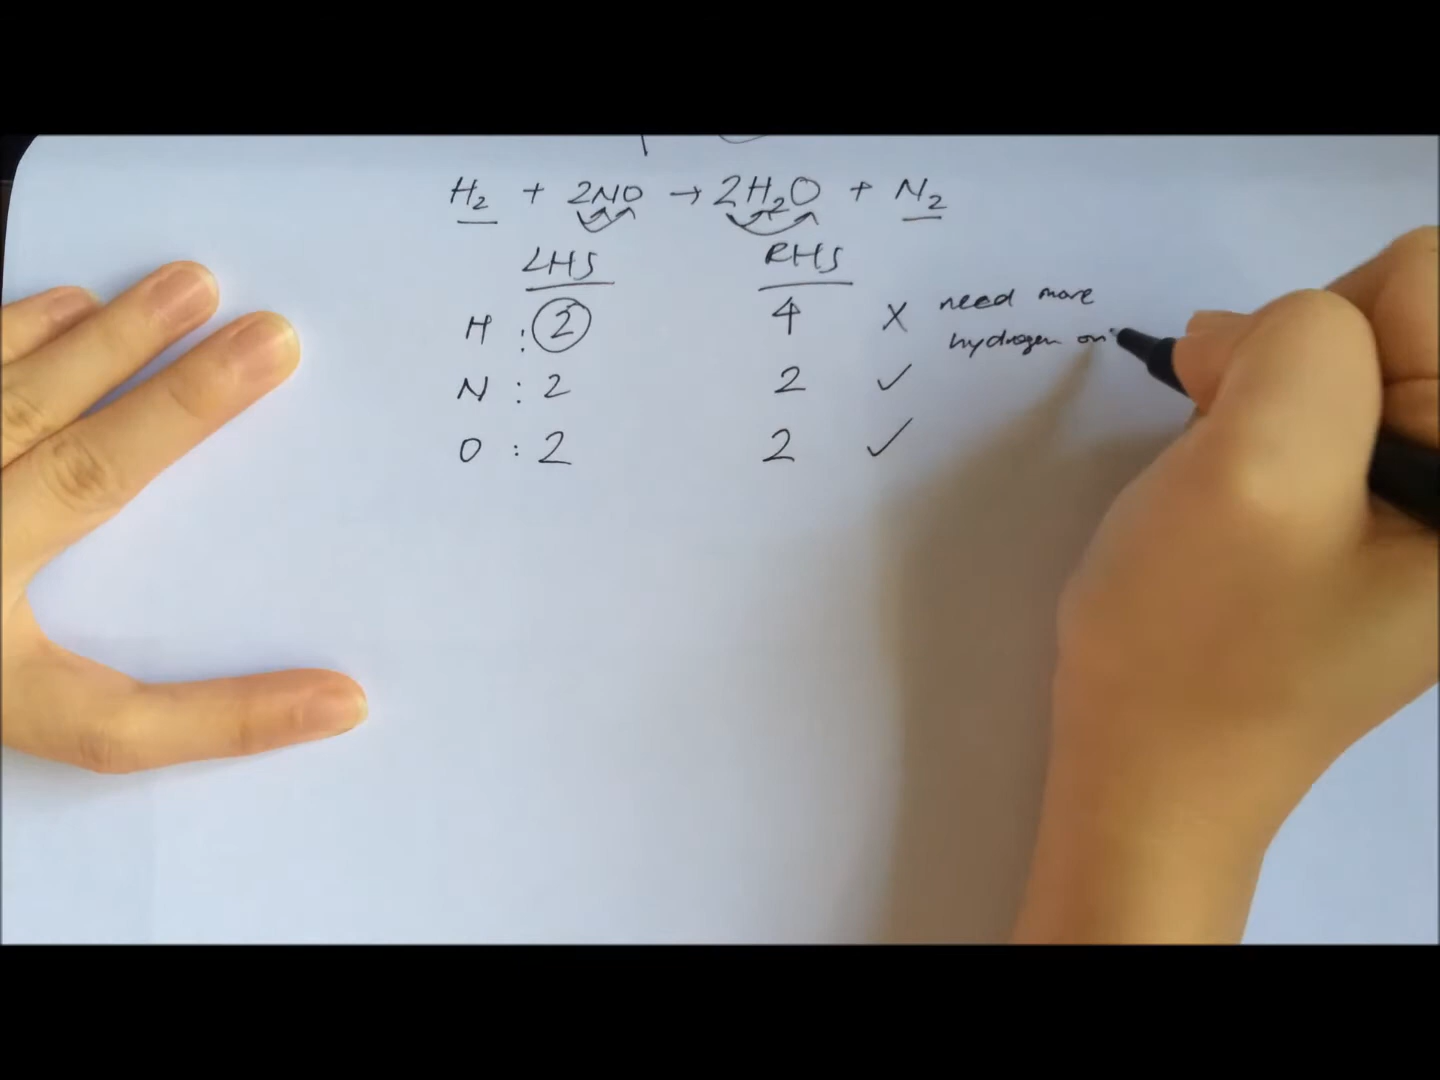 H₂ + 2NO → 2H₂O + N₂
LHS RHS
H : 2 4 X need more
hydrogen on
N : 2 2 ✓
O : 2 2 ✓